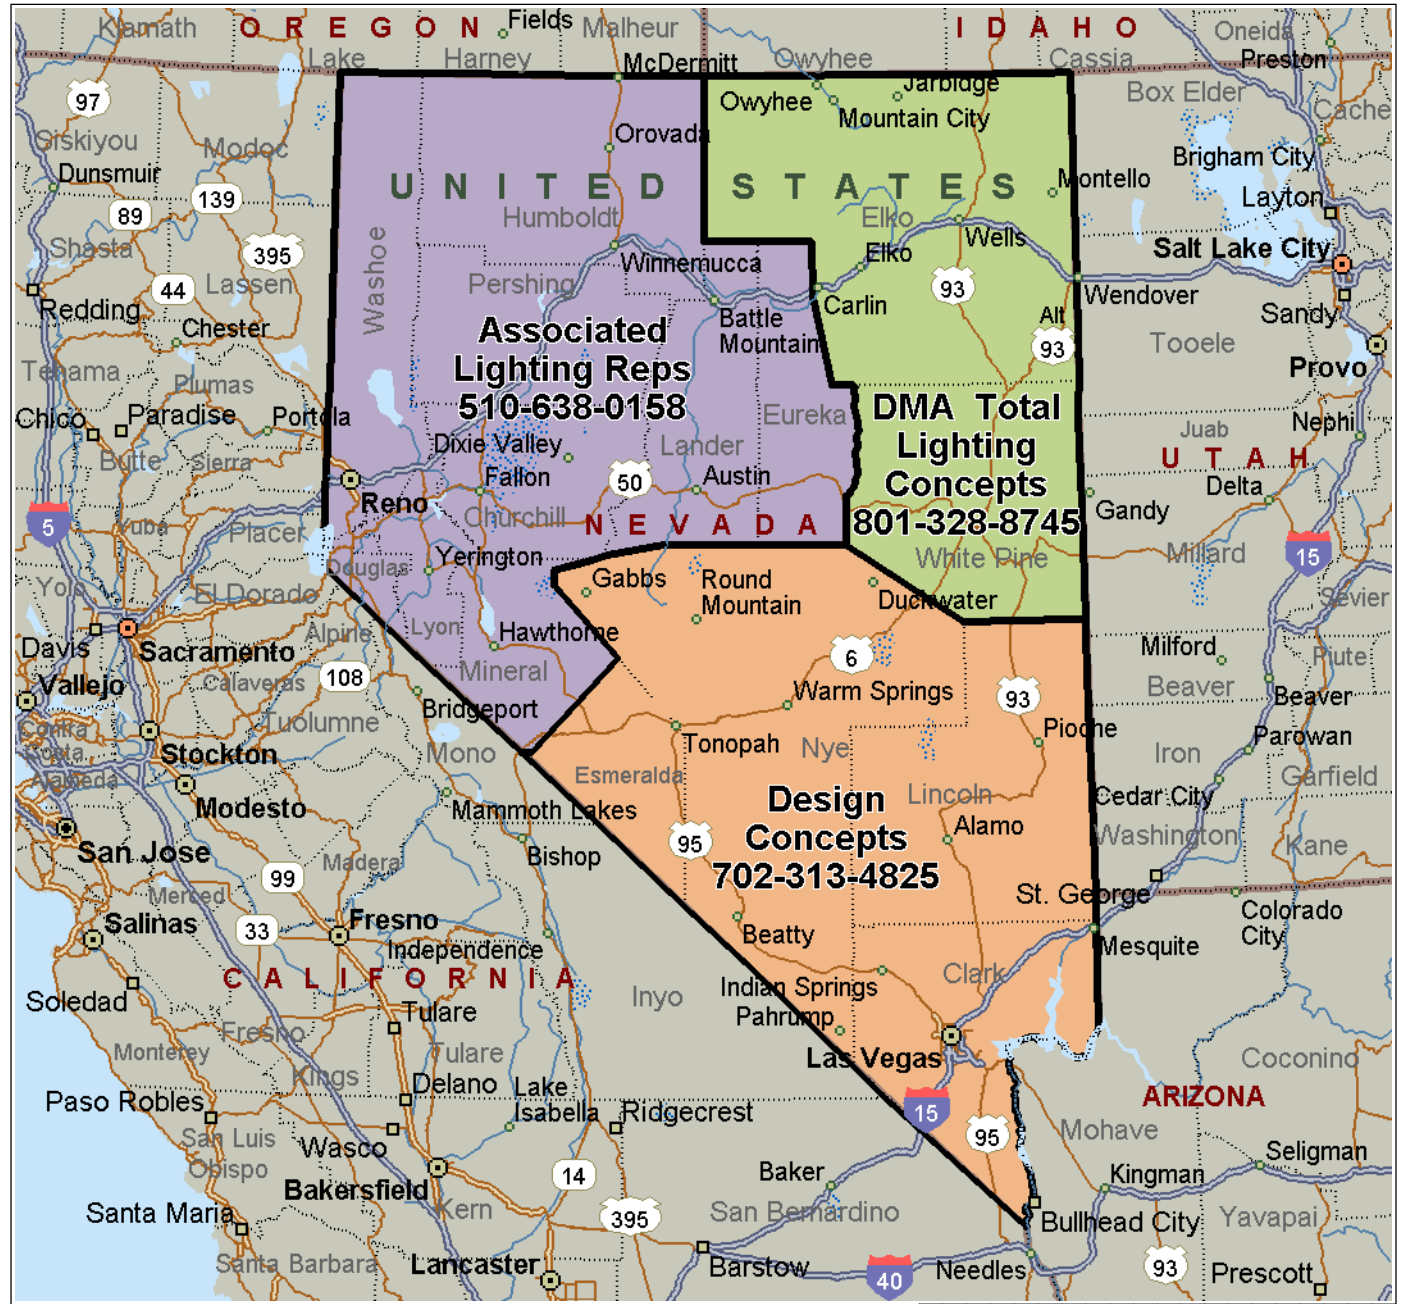 Klamath
OREGON
Fields
Malheur
IDAHO
Oneida
Lake
Harney
McDermitt
Owyhee
Cassia
Preston
97
Owyhee
Jarbidge
Box Elder
Cache
Siskiyou
Modoc
Orovada
Mountain City
Brigham City
Dunsmuir
139
UNITED STATES
Montello
Layton
89
Humboldt
Elko
Shasta
395
Washoe
Wells
Salt Lake City
Winnemucca
Elko
44
Lassen
Pershing
93
Redding
Carlin
Wendover
Sandy
Chester
Associated
Lighting Reps
510-638-0158
Battle
Mountain
Alt
93
Tooele
Tehama
Plumas
Provo
Chico
Paradise
Portola
Eureka
DMA Total
Lighting
Concepts
801-328-8745
Nephi
Juab
Butte
Sierra
Dixie Valley
Lander
UTAH
Fallon
50
Austin
Delta
Reno
Gandy
5
Yuba
Placer
Churchill
NEVADA
15
Yolo
Douglas
Yerington
White Pine
Millard
El Dorado
Gabbs
Round
Mountain
Duckwater
Sevier
Davis
Sacramento
Alpine
Lyon
Hawthorne
Milford
Piute
Vallejo
Calaveras
108
Mineral
6
Warm Springs
93
Beaver
Beaver
Contra
Costa
Tuolumne
Bridgeport
Pioche
Parowan
Stockton
Mono
Tonopah
Nye
Iron
Alameda
Esmeralda
Garfield
Modesto
Mammoth Lakes
Design
Concepts
702-313-4825
Lincoln
Cedar City
San Jose
Bishop
95
Alamo
Washington
Kane
Madera
99
Merced
St. George
Salinas
33
Fresno
Beatty
Colorado
City
Independence
Mesquite
CALIFORNIA
Inyo
Indian Springs
Clark
Soledad
Tulare
Pahrump
Fresno
Monterey
Tulare
Las Vegas
Coconino
Kings
Delano
Lake
Isabella
ARIZONA
Paso Robles
Ridgecrest
15
95
Mohave
San Luis
Obispo
Wasco
Seligman
Bakersfield
14
Baker
Kingman
Santa Maria
Kern
395
San Bernardino
Bullhead City
Yavapai
Santa Barbara
Lancaster
Barstow
40
Needles
93
Prescott